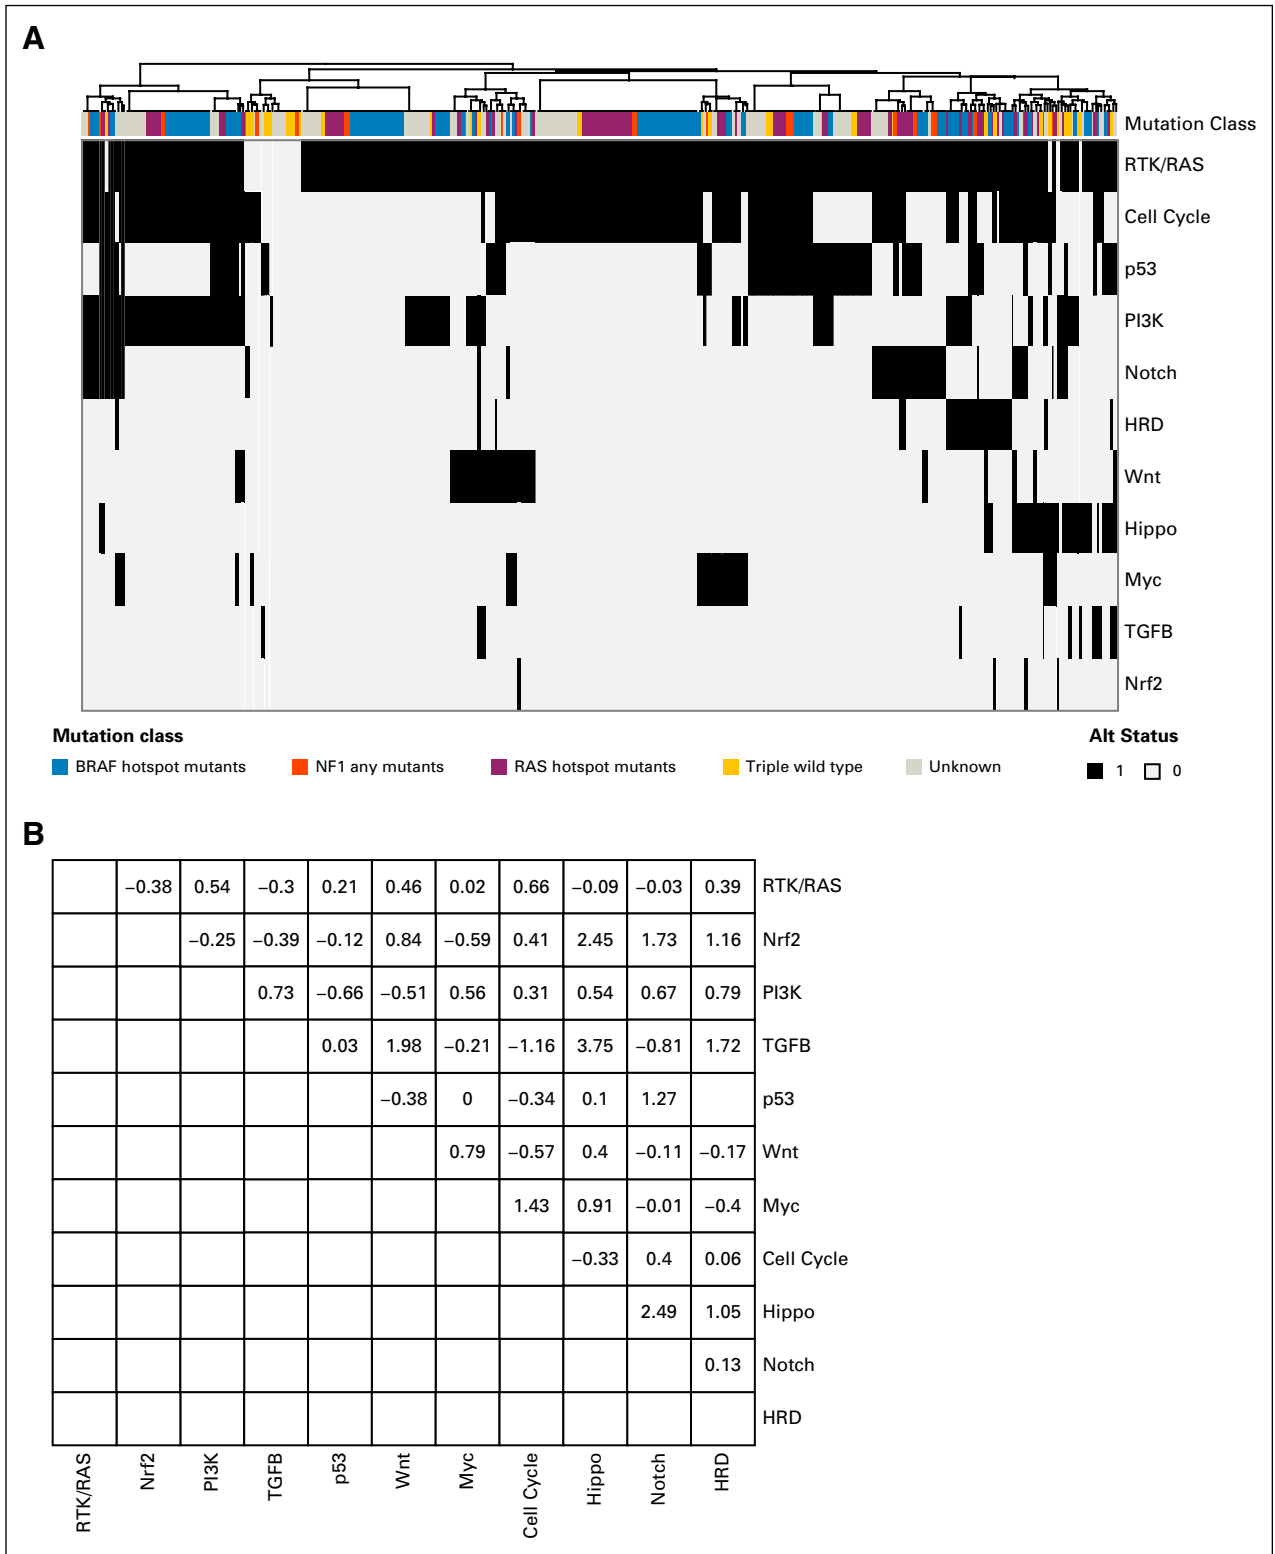 A
Mutation Class
RTK/RAS
Cell Cycle
p53
PI3K
Notch
HRD
Wnt
Hippo
Myc
TGFB
Nrf2
Mutation class Alt Status
BRAF hotspot mutants NF1 any mutants RAS hotspot mutants Triple wild type Unknown 1 0
B
−0.38 0.54 −0.3 0.21 0.46 0.02 0.66 −0.09 −0.03 0.39 RTK/RAS
−0.25 −0.39 −0.12 0.84 −0.59 0.41 2.45 1.73 1.16 Nrf2
0.73 −0.66 −0.51 0.56 0.31 0.54 0.67 0.79 PI3K
0.03 1.98 −0.21 −1.16 3.75 −0.81 1.72 TGFB
−0.38 0 −0.34 0.1 1.27 p53
0.79 −0.57 0.4 −0.11 −0.17 Wnt
1.43 0.91 −0.01 −0.4 Myc
−0.33 0.4 0.06 Cell Cycle
2.49 1.05 Hippo
0.13 Notch
HRD
RTK/RAS Nrf2 PI3K TGFB p53 Wnt Myc Cell Cycle Hippo Notch HRD